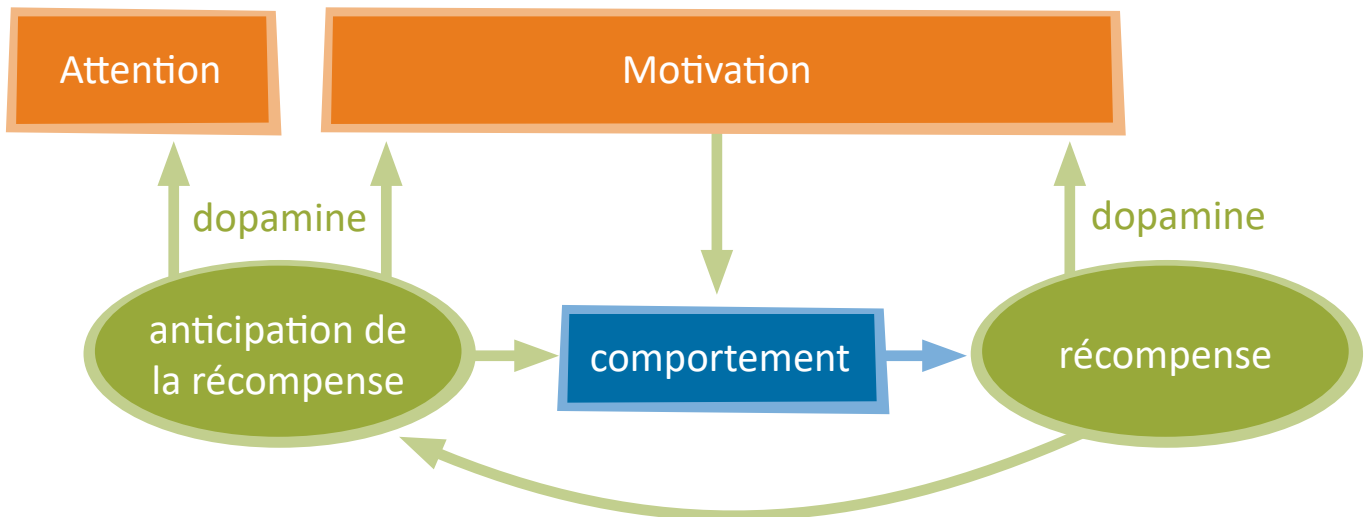 Attention
Motivation
dopamine
dopamine
anticipation de
la récompense
comportement
récompense